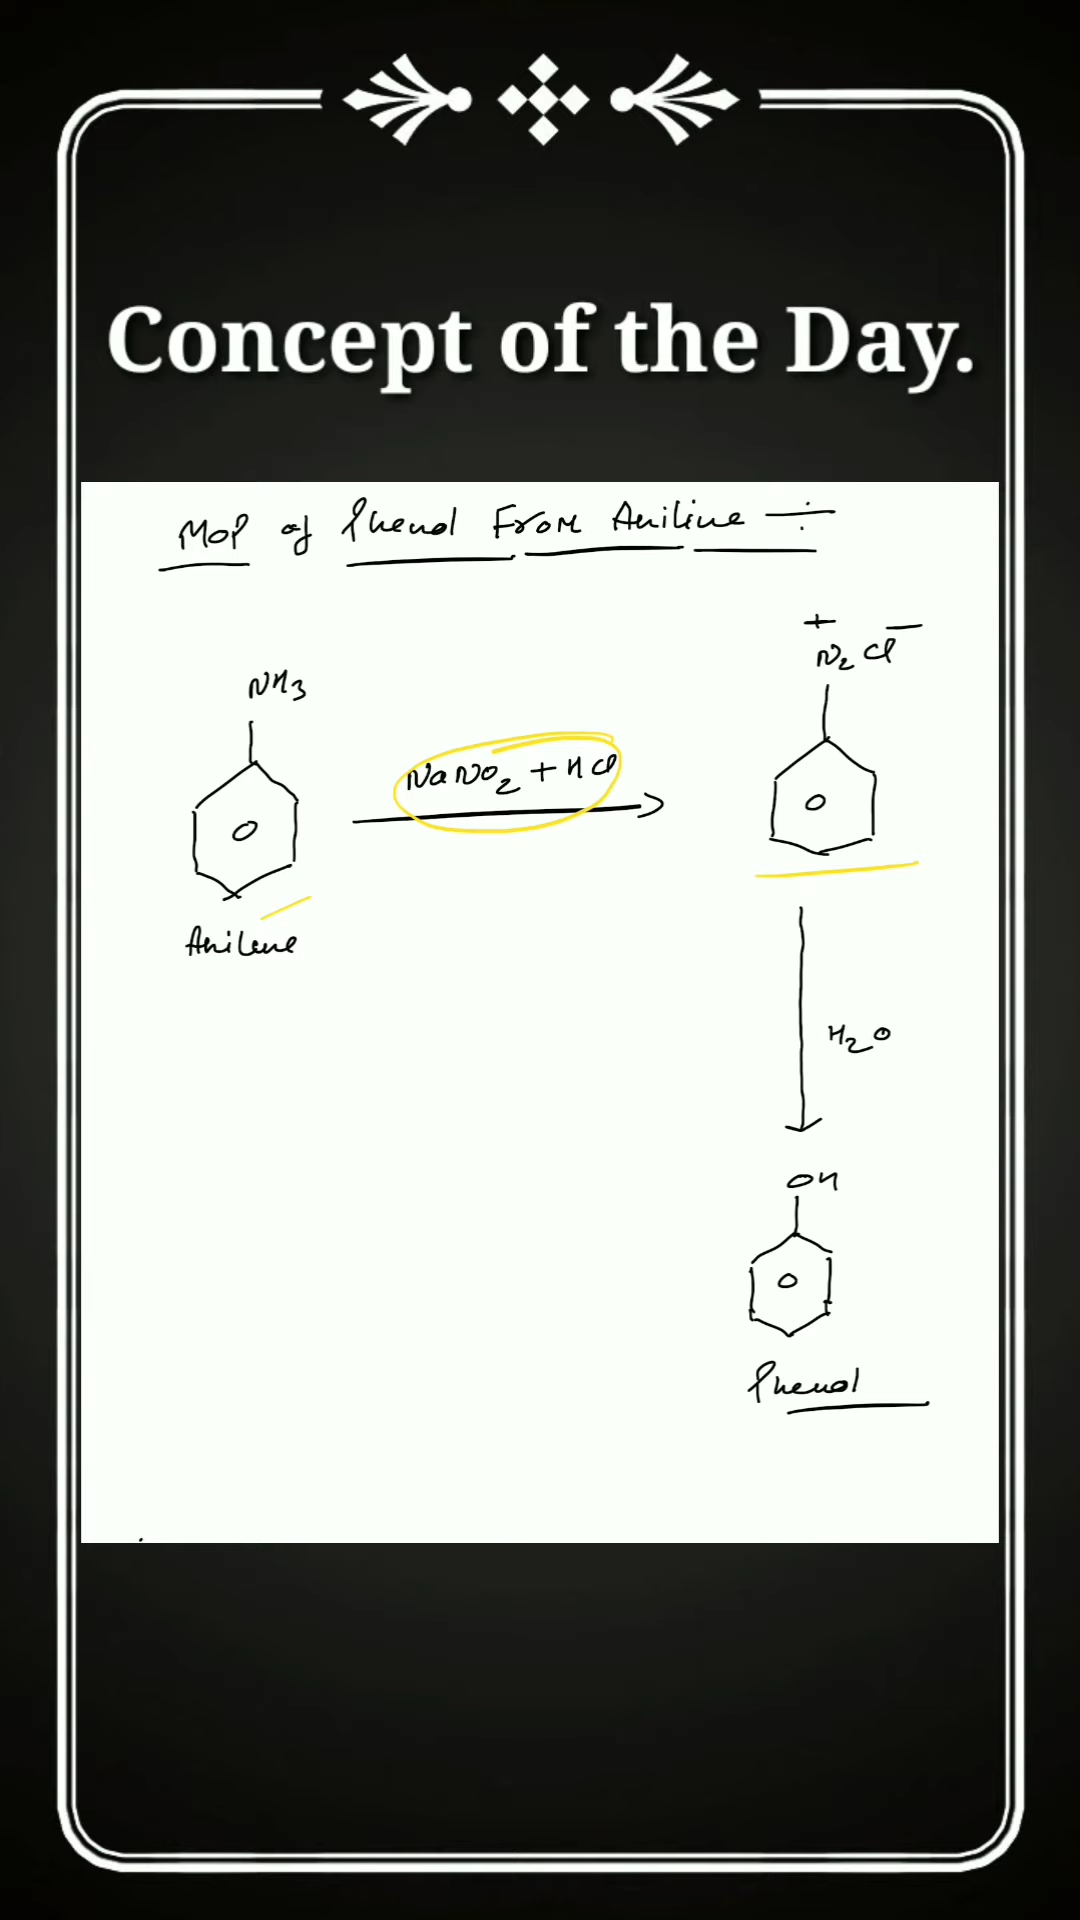 Concept of the Day.
MOP of Phenol From Aniline ÷
+ −
N2 Cl
NH3
NaNO2 + HCl
Anilene
H2O
OH
Phenol